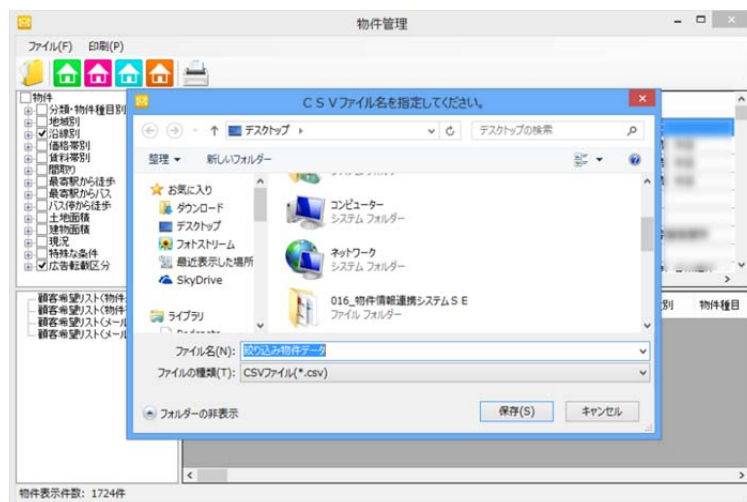 物件管理
ファイル(F) 印刷(P)
物件
分類・物件種目別
地域別
沿線別
価格帯別
賃料帯別
間取り
最寄駅から徒歩
最寄駅からバス
バス停から徒歩
土地面積
建物面積
現況
特殊な条件
広告転載区分
CSVファイル名を指定してください。
デスクトップ
デスクトップの検索
整理 新しいフォルダー
お気に入り
ダウンロード
デスクトップ
フォトストリーム
最近表示した場所
SkyDrive
ライブラリ
コンピューター
システム フォルダー
ネットワーク
システム フォルダー
016_物件情報連携システムSE
ファイル フォルダー
ファイル名(N): 絞り込み物件データ
ファイルの種類(T): CSVファイル(*.csv)
フォルダーの非表示
保存(S) キャンセル
顧客希望リスト(物件
顧客希望リスト(物件
顧客希望リスト(メール
顧客希望リスト(メール
別 物件種目
物件表示件数: 1724件